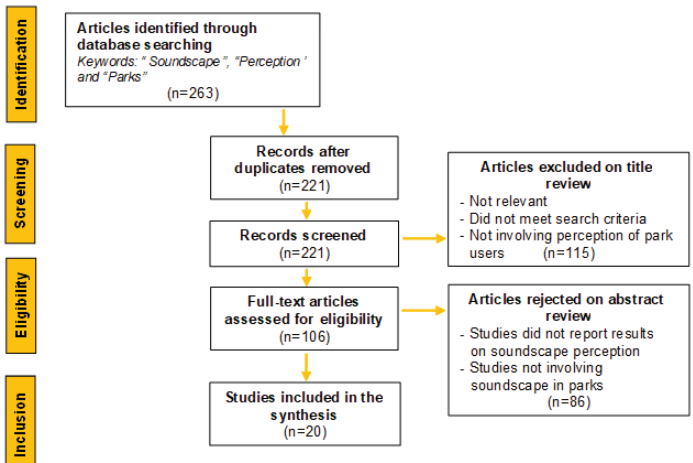 Identification
Articles identified through
database searching
Keywords: “ Soundscape”, “Perception ’
and “Parks”
(n=263)
Screening
Records after
duplicates removed
(n=221)
Records screened
(n=221)
Articles excluded on title
review
- Not relevant
- Did not meet search criteria
- Not involving perception of park
users (n=115)
Eligibility
Full-text articles
assessed for eligibility
(n=106)
Articles rejected on abstract
review
- Studies did not report results
on soundscape perception
- Studies not involving
soundscape in parks
(n=86)
Inclusion
Studies included in the
synthesis
(n=20)